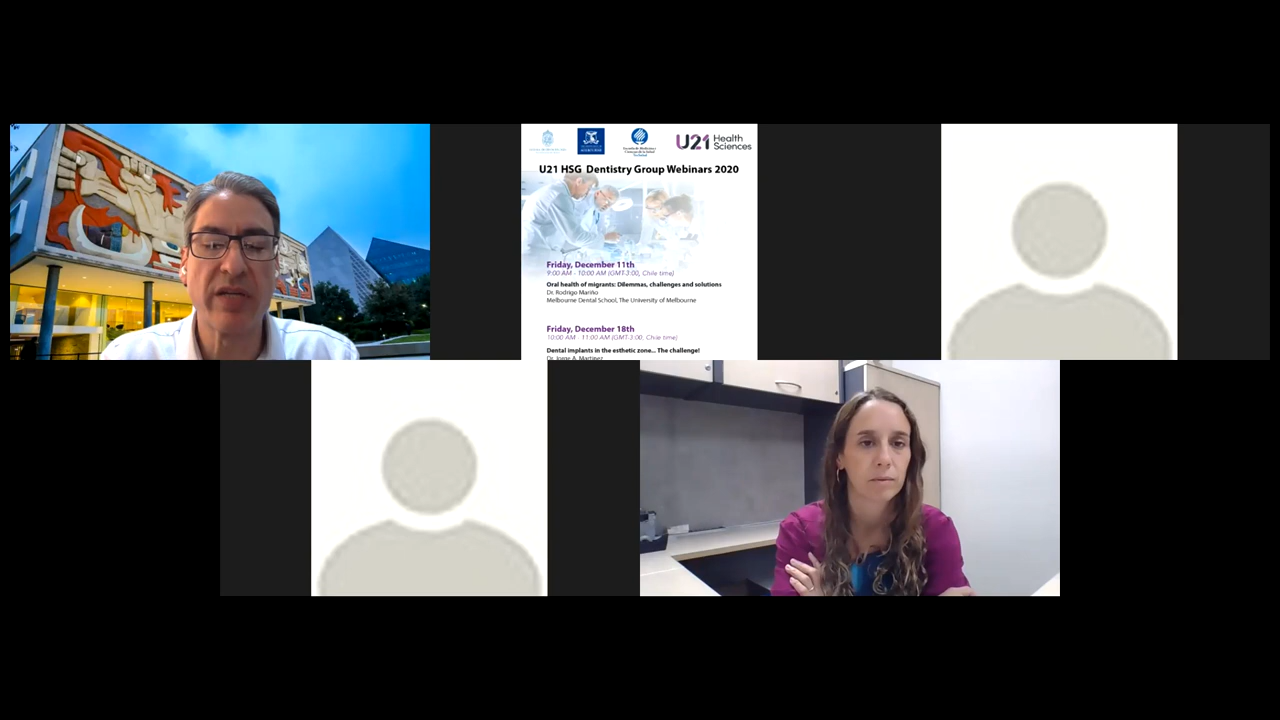 U21 Health
Sciences
U21 HSG Dentistry Group Webinars 2020
Friday, December 11th
9:00 AM - 10:00 AM (GMT-3:00, Chile time)
Oral health of migrants: Dilemmas, challenges and solutions
Dr. Rodrigo Mariño
Melbourne Dental School, The University of Melbourne
Friday, December 18th
10:00 AM - 11:00 AM (GMT-3:00, Chile time)
Dental implants in the esthetic zone... The challenge!
Dr. Jorge A. Martinez